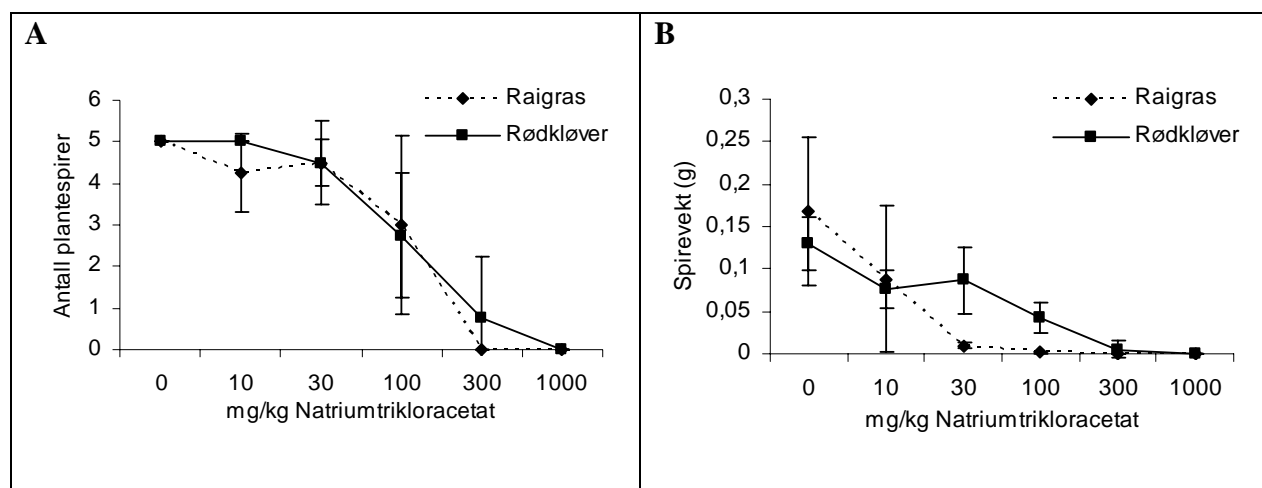 A
Raigras
Rødkløver
6
5
4
3
2
1
0
Antall plantespirer
0 10 30 100 300 1000
mg/kg Natriumtrikloracetat
B
Raigras
Rødkløver
0,3
0,25
0,2
0,15
0,1
0,05
0
Spirevekt (g)
0 10 30 100 300 1000
mg/kg Natriumtrikloracetat